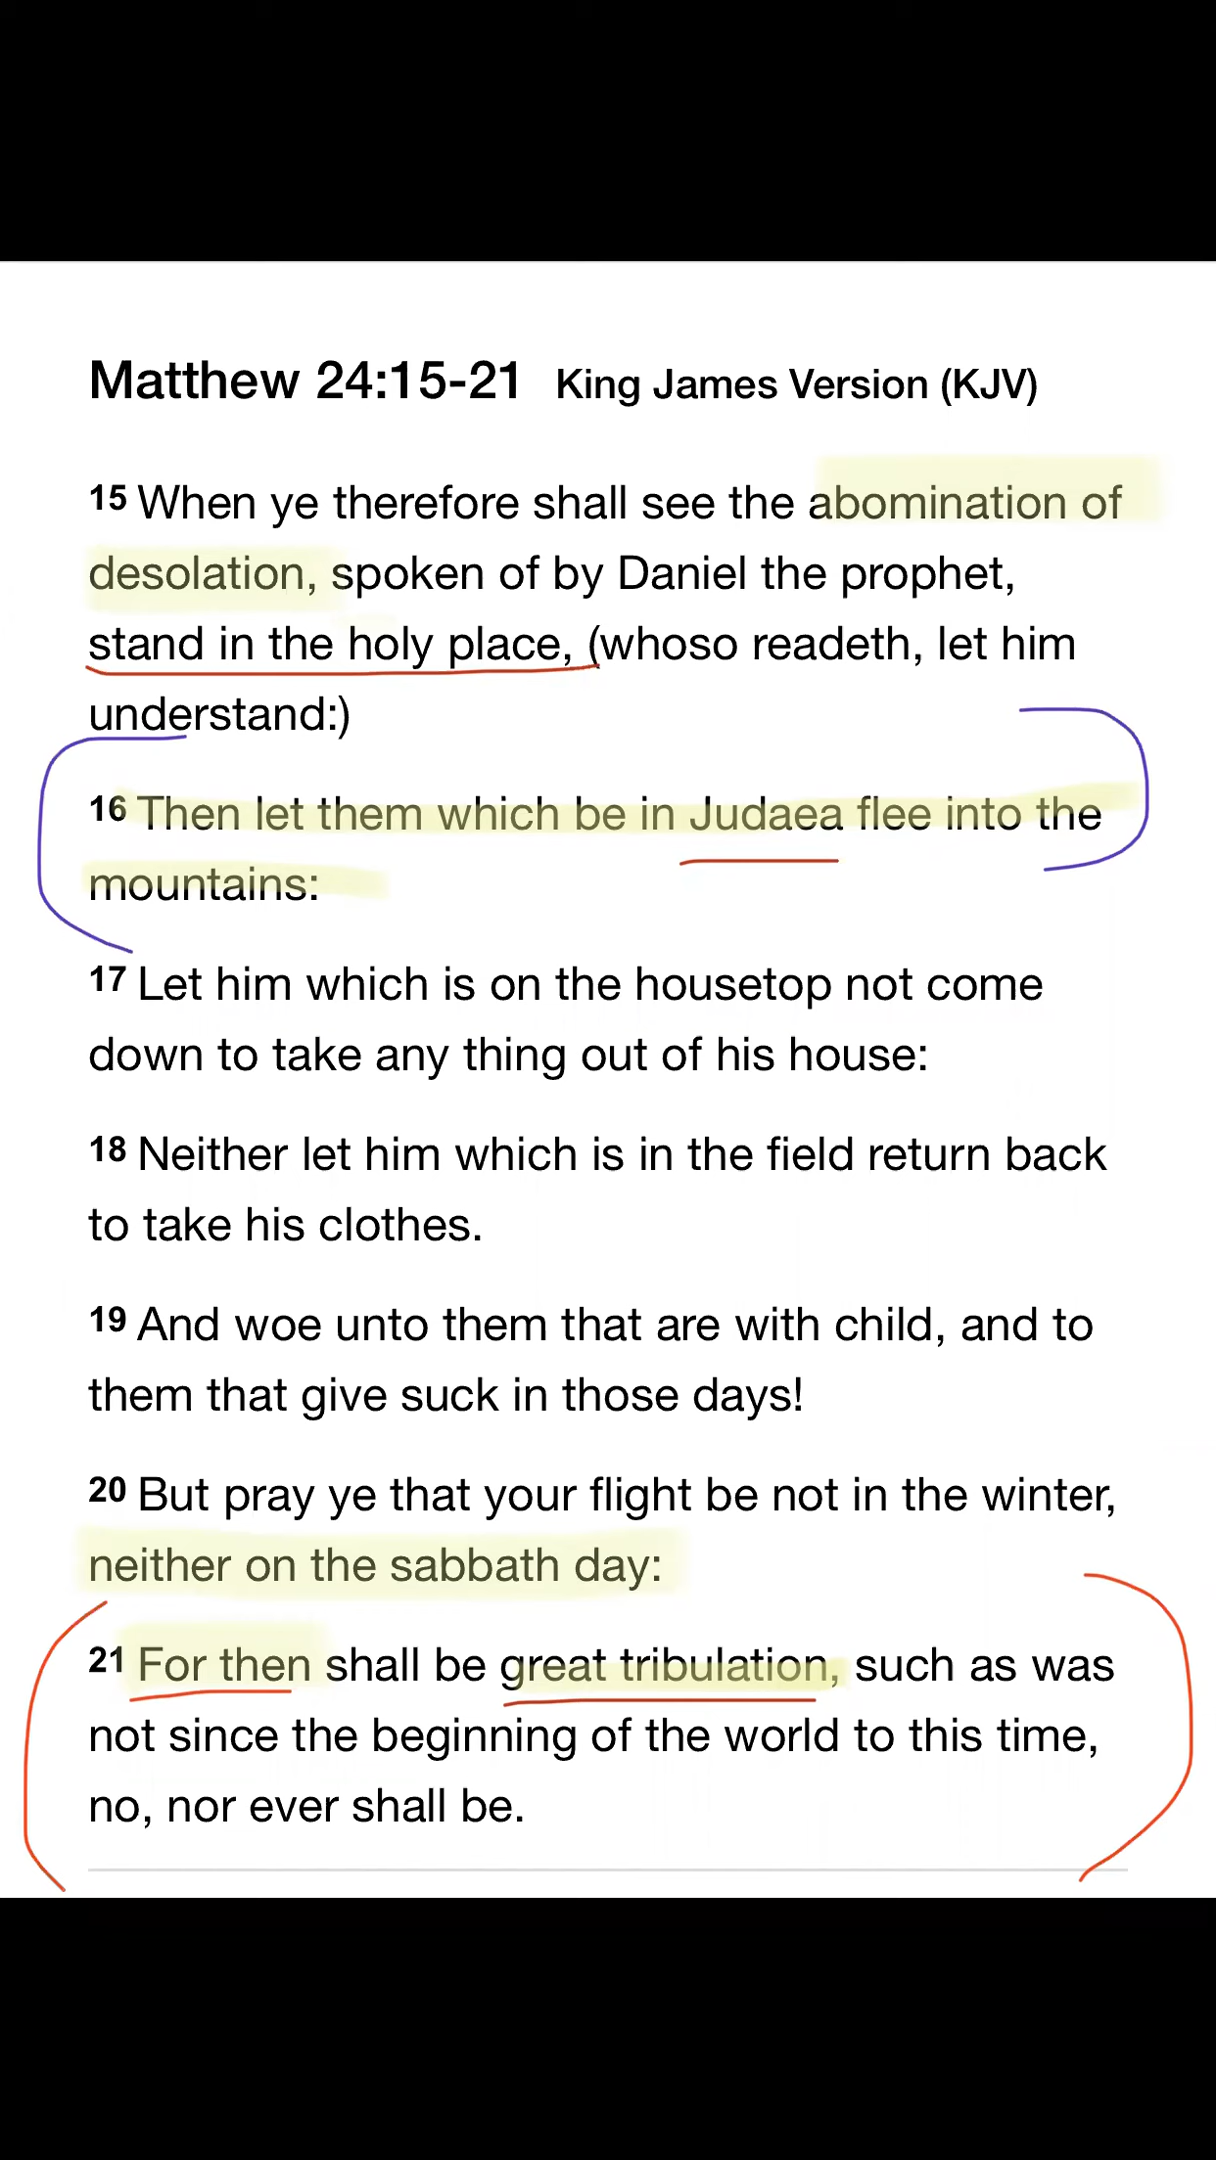 Matthew 24:15-21 King James Version (KJV)
15 When ye therefore shall see the abomination of
desolation, spoken of by Daniel the prophet,
stand in the holy place, (whoso readeth, let him
understand:)
16 Then let them which be in Judaea flee into the
mountains:
17 Let him which is on the housetop not come
down to take any thing out of his house:
18 Neither let him which is in the field return back
to take his clothes.
19 And woe unto them that are with child, and to
them that give suck in those days!
20 But pray ye that your flight be not in the winter,
neither on the sabbath day:
21 For then shall be great tribulation, such as was
not since the beginning of the world to this time,
no, nor ever shall be.